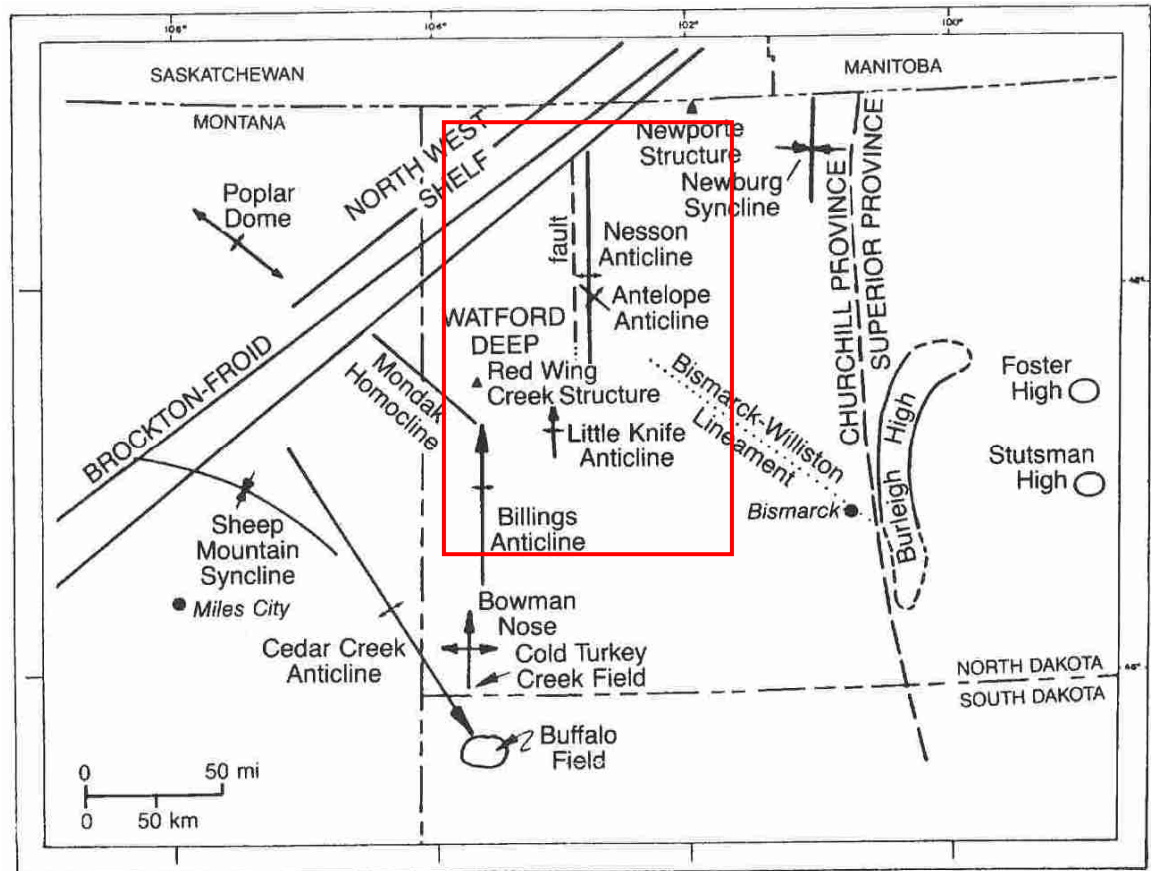 106°
104°
102°
100°
SASKATCHEWAN
MANITOBA
MONTANA
NORTH WEST
SHELF
Newporte
Structure
Newburg
Syncline
Poplar
Dome
fault
Nesson
Anticline
CHURCHILL PROVINCE
SUPERIOR PROVINCE
Antelope
Anticline
WATFORD
DEEP
Red Wing
Creek Structure
Mondak
Homocline
BROCKTON-FROID
Bismarck-Williston
Lineament
Foster
High
Little Knife
Anticline
Burleigh High
Stutsman
High
Bismarck
Billings
Anticline
Sheep
Mountain
Syncline
Miles City
Bowman
Nose
Cedar Creek
Anticline
Cold Turkey
Creek Field
NORTH DAKOTA
SOUTH DAKOTA
Buffalo
Field
0 50 mi
0 50 km